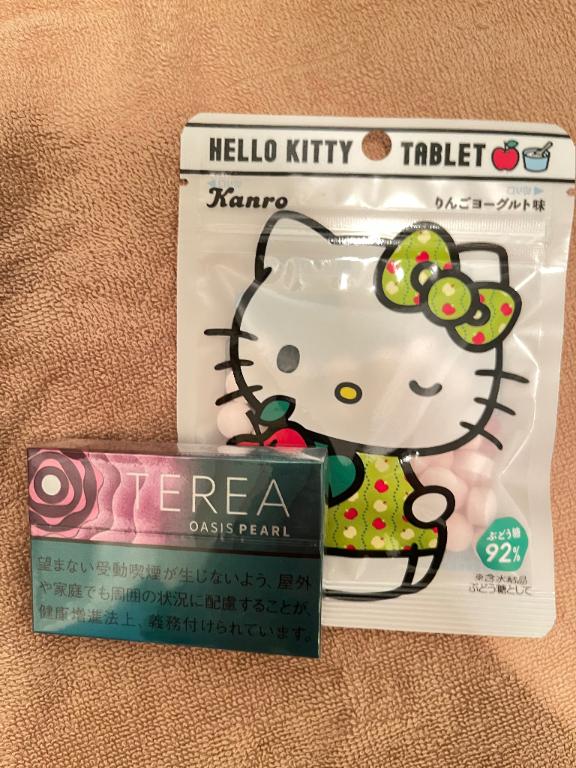 HELLO KITTY TABLET
Kanro
りんごヨーグルト味
ぶどう糖
92%
※含水結晶
ぶどう糖として
TEREA
OASIS PEARL
望まない受動喫煙が生じないよう、屋外
や家庭でも周囲の状況に配慮することが、
健康増進法上、義務付けられています。